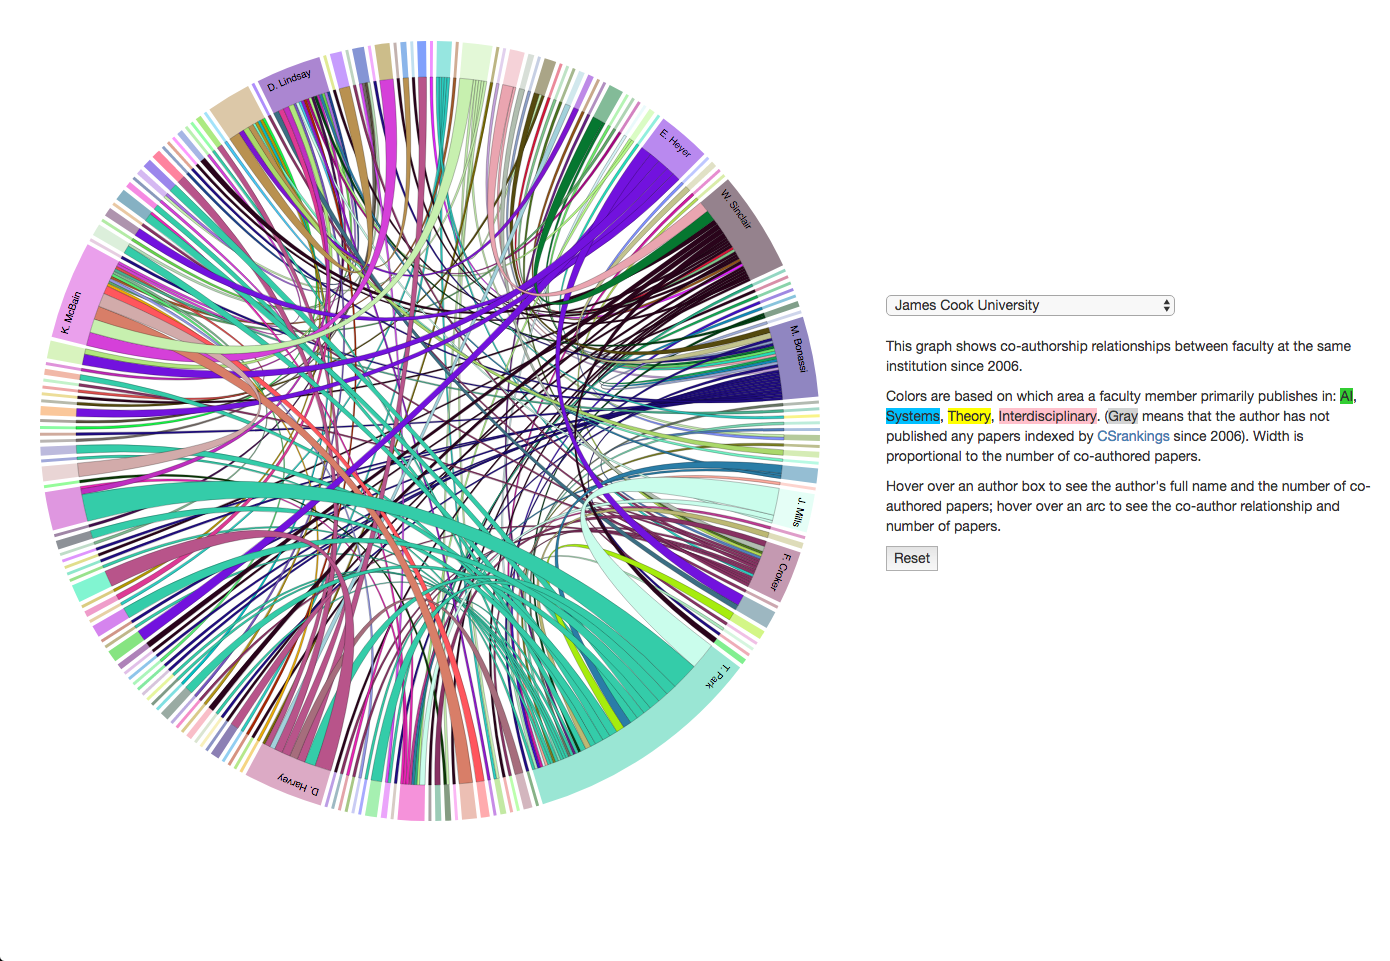 D. Lindsay
E. Heyer
W. Sinclair
K. McBain
M. Bonassi
J. Mills
F. Croker
T. Park
D. Harvey
James Cook University
This graph shows co-authorship relationships between faculty at the same
institution since 2006.
Colors are based on which area a faculty member primarily publishes in: AI,
Systems, Theory, Interdisciplinary. (Gray means that the author has not
published any papers indexed by CSrankings since 2006). Width is
proportional to the number of co-authored papers.
Hover over an author box to see the author's full name and the number of co-
authored papers; hover over an arc to see the co-author relationship and
number of papers.
Reset